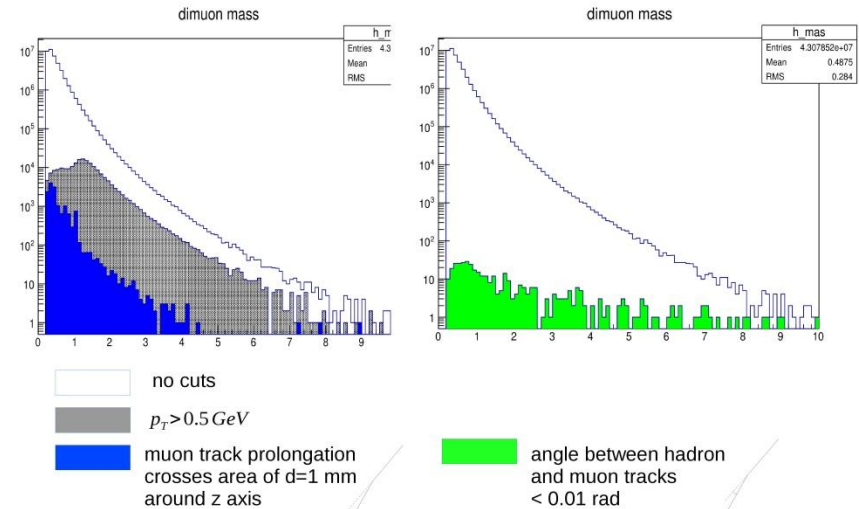 dimuon mass
h_m
Entries 4.3
Mean
RMS
10⁷
10⁶
10⁵
10⁴
10³
10²
10
1
0 1 2 3 4 5 6 7 8 9
dimuon mass
h_mas
Entries 4.307852e+07
Mean 0.4875
RMS 0.284
10⁷
10⁶
10⁵
10⁴
10³
10²
10
1
0 1 2 3 4 5 6 7 8 9 10
no cuts
p_T > 0.5 GeV
muon track prolongation
crosses area of d=1 mm
around z axis
angle between hadron
and muon tracks
< 0.01 rad